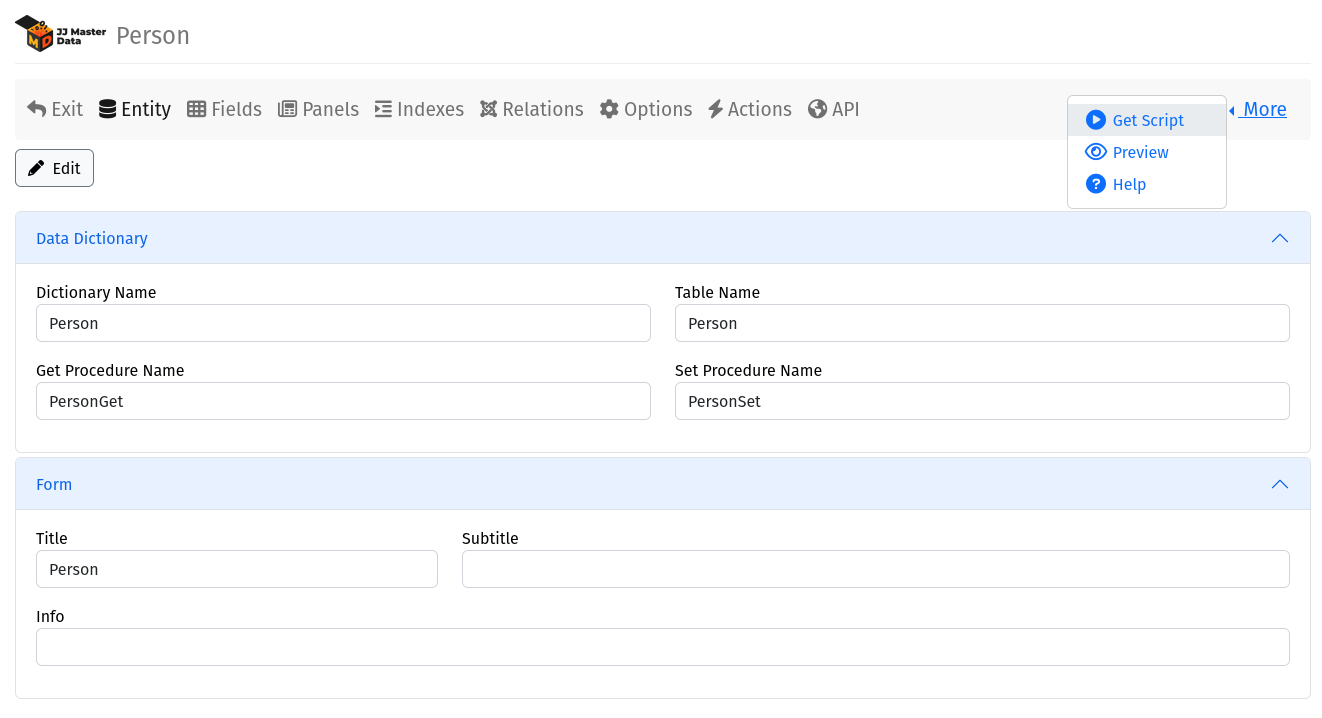 JJ Master
Data
MD
Person
Exit Entity Fields Panels Indexes Relations Options Actions API More
Get Script
Preview
Help
Edit
Data Dictionary
Dictionary Name Table Name
Person Person
Get Procedure Name Set Procedure Name
PersonGet PersonSet
Form
Title Subtitle
Person
Info